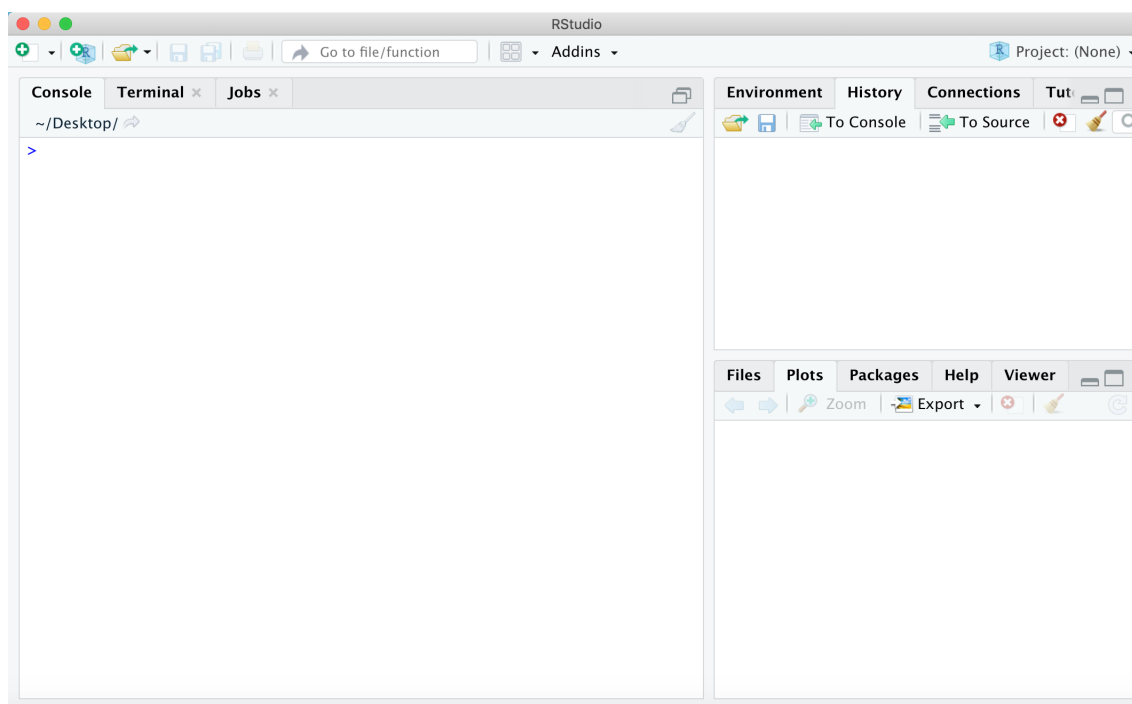 RStudio
Go to file/function Addins Project: (None)
Console Terminal Jobs
~/Desktop/
>
Environment History Connections Tut
To Console To Source
Files Plots Packages Help Viewer
Zoom Export